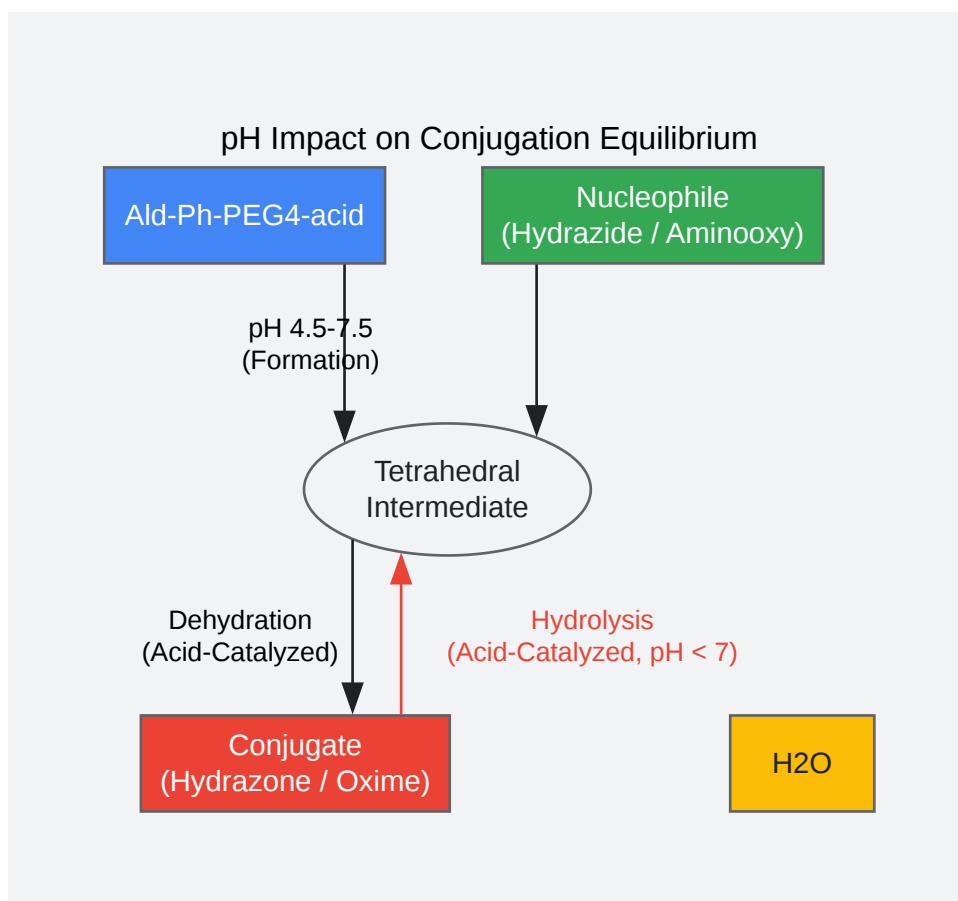 pH Impact on Conjugation Equilibrium
Ald-Ph-PEG4-acid
Nucleophile
(Hydrazide / Aminooxy)
pH 4.5-7.5
(Formation)
Tetrahedral
Intermediate
Dehydration
(Acid-Catalyzed)
Hydrolysis
(Acid-Catalyzed, pH < 7)
Conjugate
(Hydrazone / Oxime)
H2O